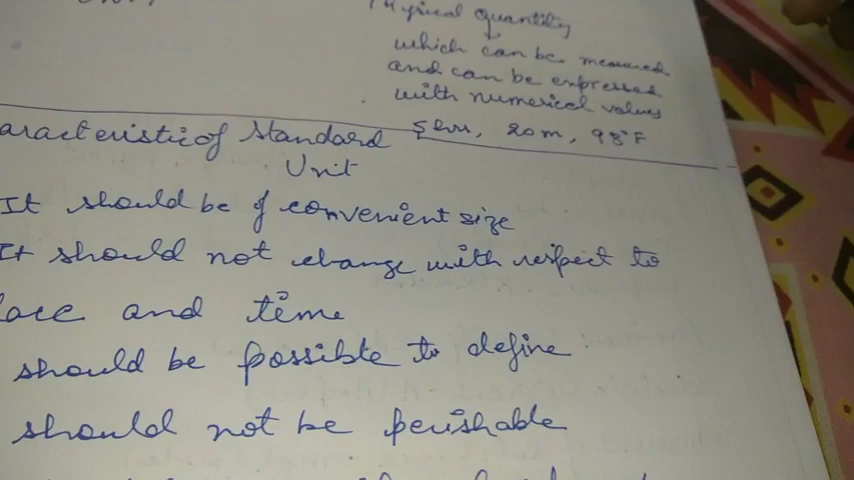 Physical Quantity
which can be measured
and can be expressed
with numerical values
5cm, 20m, 98°F
aracteristic of Standard
Unit
It should be of convenient size
It should not change with respect to
lace and time
should be possible to define
should not be perishable